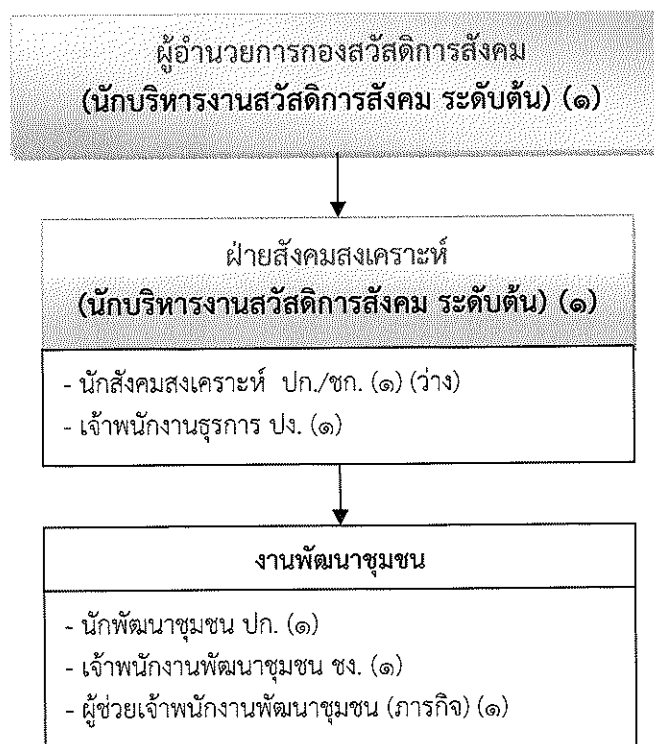 ผู้อำนวยการกองสวัสดิการสังคม
(นักบริหารงานสวัสดิการสังคม ระดับต้น) (๑)
ฝ่ายสังคมสงเคราะห์
(นักบริหารงานสวัสดิการสังคม ระดับต้น) (๑)
- นักสังคมสงเคราะห์ ปก./ชก. (๑) (ว่าง)
- เจ้าพนักงานธุรการ ปง. (๑)
งานพัฒนาชุมชน
- นักพัฒนาชุมชน ปก. (๑)
- เจ้าพนักงานพัฒนาชุมชน ชง. (๑)
- ผู้ช่วยเจ้าพนักงานพัฒนาชุมชน (ภารกิจ) (๑)